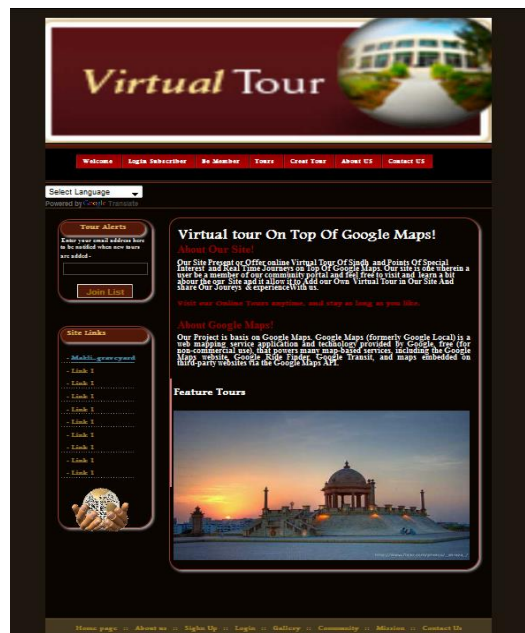 Virtual Tour
Welcome Login Subscriber Be Member Tours Creat Tour About US Contact US
Select Language
Powered by Google Translate
Tour Alerts
Enter your email address here
to be notified when new tours
are added -
Join List
Site Links
- Makli_graveyard
- Link 1
- Link 1
- Link 1
- Link 1
- Link 1
- Link 1
- Link 1
- Link 1
- Link 1
Virtual tour On Top Of Google Maps!
About Our Site!
Our Site Present or Offer online Virtual Tour Of Sindh and Points Of Special
Interest and Real Time Journeys on Top Of Google Maps. Our site is one wherein a
user be a member of our community portal and feel free to visit and learn a bit
about the our Site and it allow it to Add our Own Virtual Tour in Our Site And
share Our Journeys & experienceWith us.
Visit our Online Tours anytime, and stay as long as you like.
About Google Maps!
Our Project is basis on Google Maps. Google Maps (formerly Google Local) is a
web mapping service application and technology provided by Google, free (for
non-commercial use), that powers many map-based services, including the Google
Maps website, Google Ride Finder, Google Transit, and maps embedded on
third-party websites via the Google Maps API.
Feature Tours
Home page :: About us :: Sighn Up :: Login :: Gallery :: Community :: Mission :: Contact Us